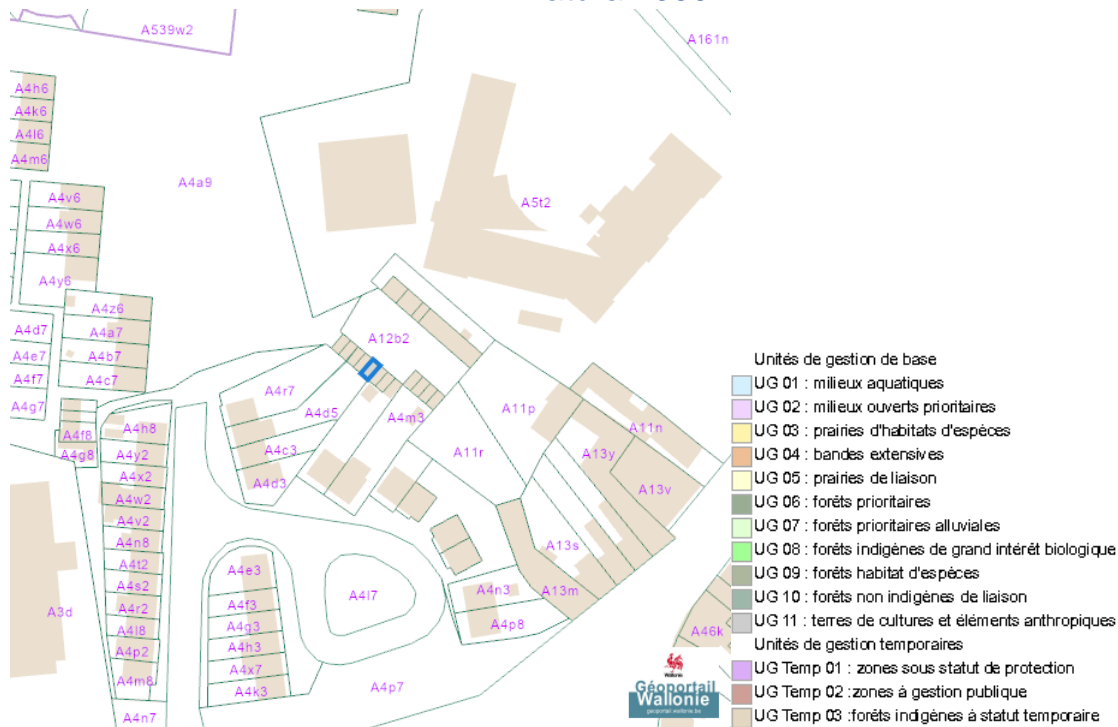 A539w2
A161n
A4h6
A4k6
A4l6
A4m6
A4a9
A4v6
A4w6
A4x6
A4y6
A5t2
A4z6
A4a7
A4b7
A4c7
A4d7
A4e7
A4f7
A4g7
A12b2
A4r7
A4d5
A4m3
A11p
A11n
A4c3
A4d3
A11r
A13y
A13v
A4f8
A4g8
A4h8
A4y2
A4x2
A4w2
A4v2
A4n8
A4t2
A4s2
A4r2
A4l8
A4p2
A4m8
A4n7
A3d
A4e3
A4f3
A4g3
A4h3
A4x7
A4k3
A4l7
A4p7
A4n3
A4p8
A13s
A13m
A46k
Wallonie
Géoportail
Wallonie
geoportail.wallonie.be
Unités de gestion de base
UG 01 : milieux aquatiques
UG 02 : milieux ouverts prioritaires
UG 03 : prairies d'habitats d'espèces
UG 04 : bandes extensives
UG 05 : prairies de liaison
UG 06 : forêts prioritaires
UG 07 : forêts prioritaires alluviales
UG 08 : forêts indigènes de grand intérêt biologique
UG 09 : forêts habitat d'espèces
UG 10 : forêts non indigènes de liaison
UG 11 : terres de cultures et éléments anthropiques
Unités de gestion temporaires
UG Temp 01 : zones sous statut de protection
UG Temp 02 :zones à gestion publique
UG Temp 03 :forêts indigènes à statut temporaire